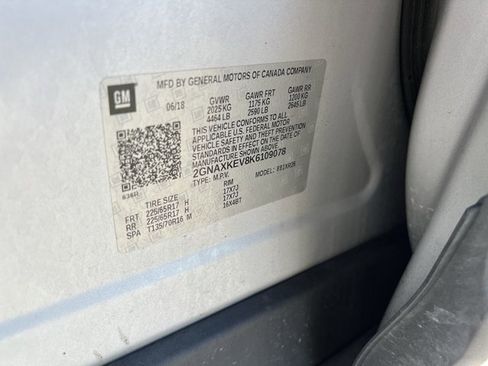 GM
MFD BY GENERAL MOTORS OF CANADA COMPANY
06/18 GVWR GAWR FRT GAWR RR
2025 KG 1175 KG 1200 KG
4464 LB 2590 LB 2645 LB
THIS VEHICLE CONFORMS TO ALL
APPLICABLE U.S. FEDERAL MOTOR
VEHICLE SAFETY AND THEFT PREVENTION
STANDARDS IN EFFECT ON THE DATE OF
MANUFACTURE SHOWN ABOVE.
2GNAXKEV8K6109078
TYPE: M.P.V. MODEL:
TIRE SIZE RIM
FRT 225/65R17 H 17X7J
RR 225/65R17 H 17X7J
SPA T135/70R16 M 16X4BT